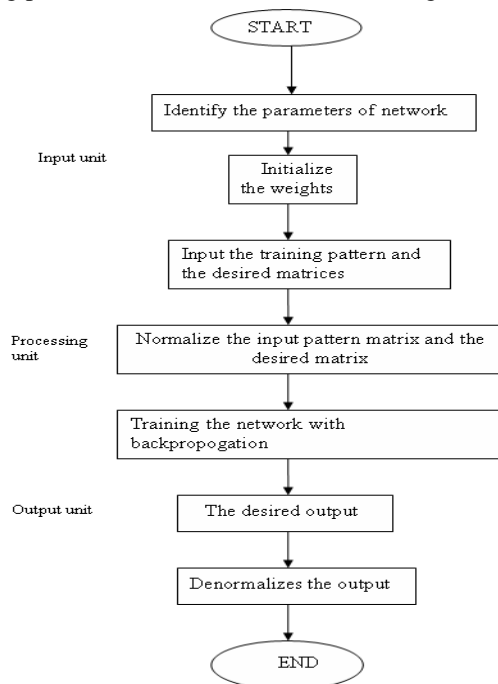 START
Identify the parameters of network
Input unit
Initialize
the weights
Input the training pattern and
the desired matrices
Processing
unit
Normalize the input pattern matrix and the
desired matrix
Training the network with
backpropogation
Output unit
The desired output
Denormalizes the output
END